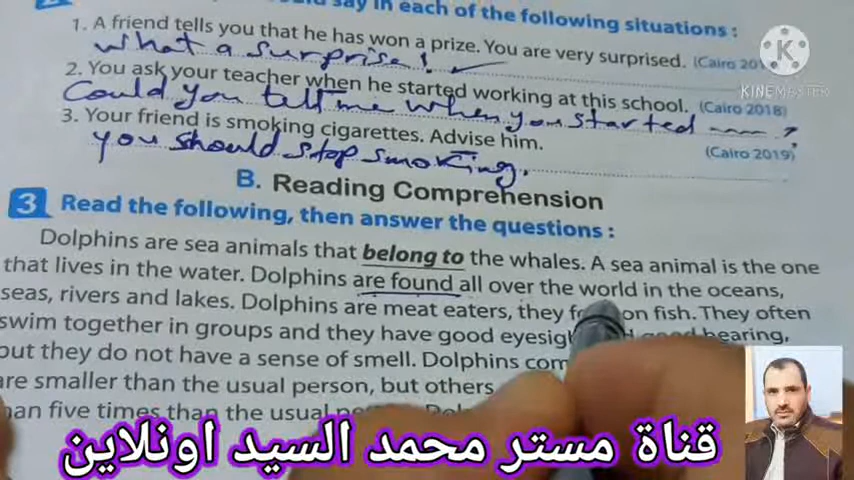 say in each of the following situations :
1. A friend tells you that he has won a prize. You are very surprised. (Cairo
what a surprise!
2. You ask your teacher when he started working at this school. (Cairo 2018)
Could you tell me when you started ?
3. Your friend is smoking cigarettes. Advise him. (Cairo 2019)
you should stop smoking.
B. Reading Comprehension
3 Read the following, then answer the questions :
Dolphins are sea animals that belong to the whales. A sea animal is the one
that lives in the water. Dolphins are found all over the world in the oceans,
seas, rivers and lakes. Dolphins are meat eaters, they on fish. They often
swim together in groups and they have good good hearing,
but they do not have a sense of smell. Dolphins
are smaller than the usual person, but others
than five times than the usual
KINEMASTER
قناة مستر محمد السيد اونلاين